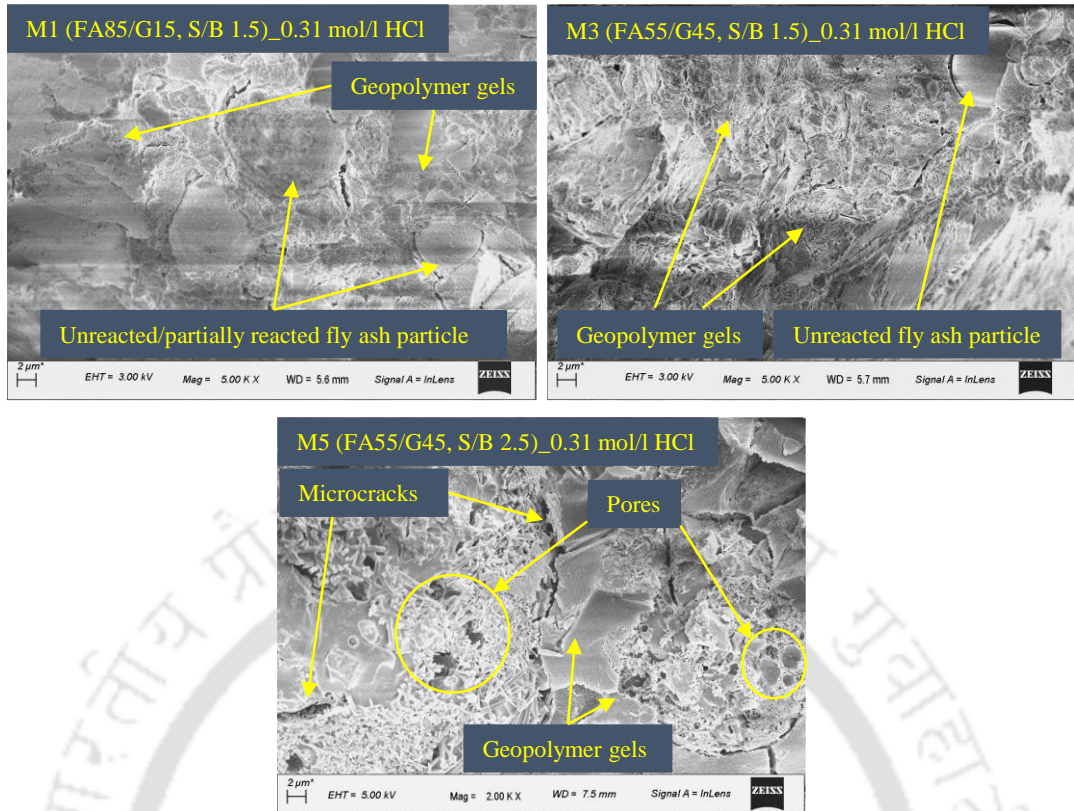 M1 (FA85/G15, S/B 1.5)_0.31 mol/l HCl
Geopolymer gels
Unreacted/partially reacted fly ash particle
2 µm* EHT = 3.00 kV Mag = 5.00 K X WD = 5.6 mm Signal A = InLens ZEISS
M3 (FA55/G45, S/B 1.5)_0.31 mol/l HCl
Geopolymer gels Unreacted fly ash particle
2 µm* EHT = 3.00 kV Mag = 5.00 K X WD = 5.7 mm Signal A = InLens ZEISS
M5 (FA55/G45, S/B 2.5)_0.31 mol/l HCl
Microcracks Pores
Geopolymer gels
2 µm* EHT = 5.00 kV Mag = 2.00 K X WD = 7.5 mm Signal A = InLens ZEISS